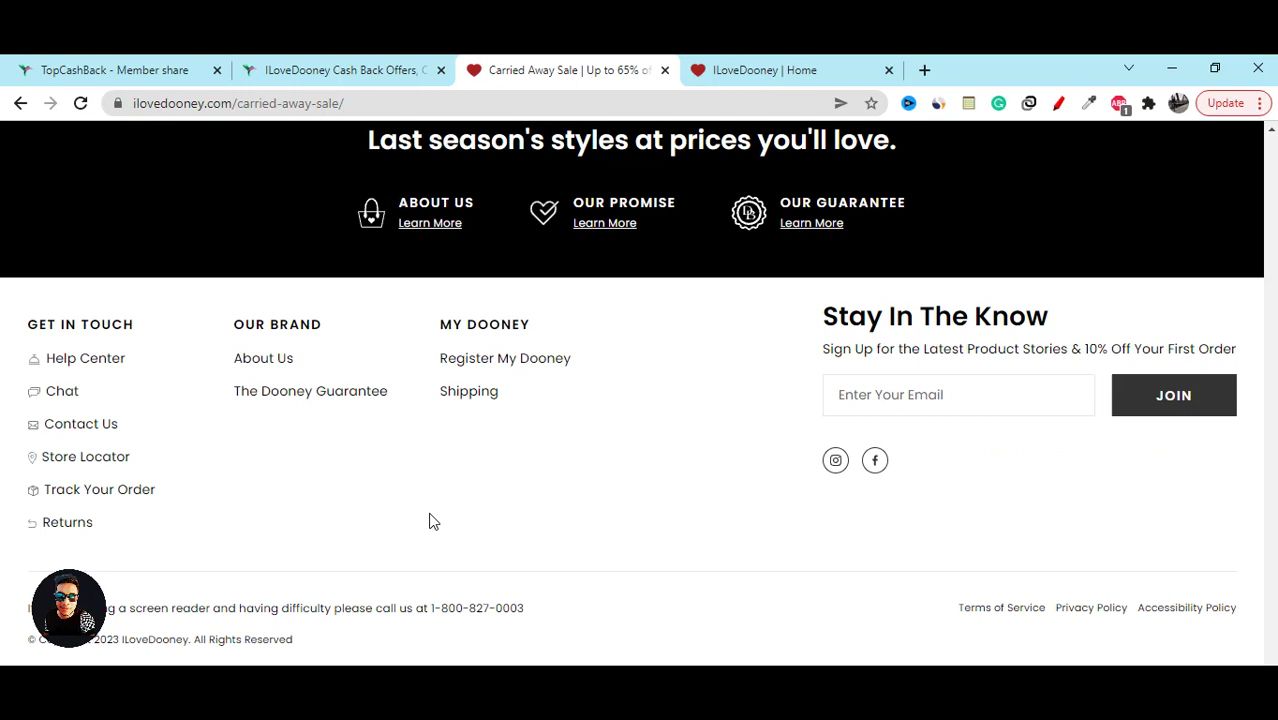 TopCashBack - Member share
ILoveDooney Cash Back Offers, C
Carried Away Sale | Up to 65% of
ILoveDooney | Home
ilovedooney.com/carried-away-sale/
ABP
1
Update
Last season's styles at prices you'll love.
ABOUT US
Learn More
OUR PROMISE
Learn More
OUR GUARANTEE
Learn More
GET IN TOUCH
Help Center
Chat
Contact Us
Store Locator
Track Your Order
Returns
OUR BRAND
About Us
The Dooney Guarantee
MY DOONEY
Register My Dooney
Shipping
Stay In The Know
Sign Up for the Latest Product Stories & 10% Off Your First Order
Enter Your Email
JOIN
g a screen reader and having difficulty please call us at 1-800-827-0003
Terms of Service Privacy Policy Accessibility Policy
© C 2023 ILoveDooney. All Rights Reserved